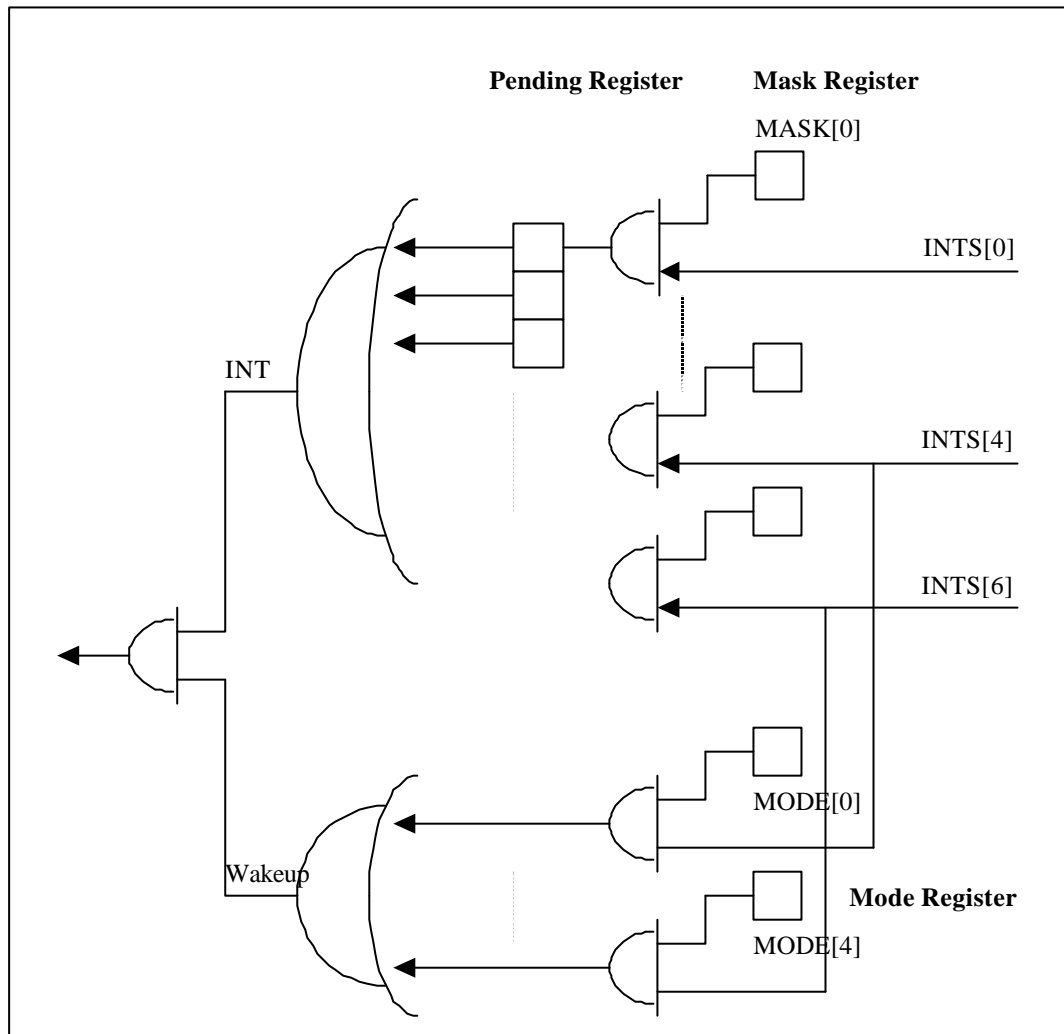 Pending Register
Mask Register
MASK[0]
INTS[0]
INT
INTS[4]
INTS[6]
MODE[0]
Wakeup
Mode Register
MODE[4]